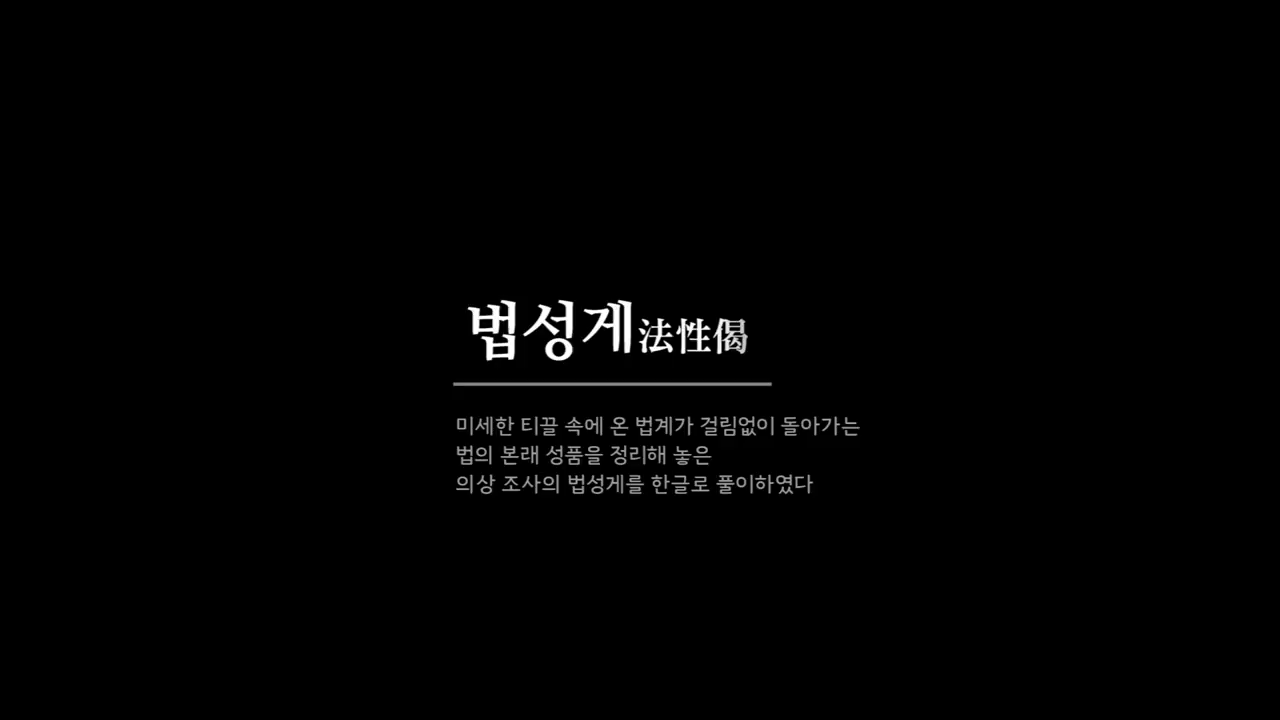 법성게法性偈
미세한 티끌 속에 온 법계가 걸림없이 돌아가는
법의 본래 성품을 정리해 놓은
의상 조사의 법성게를 한글로 풀이하였다